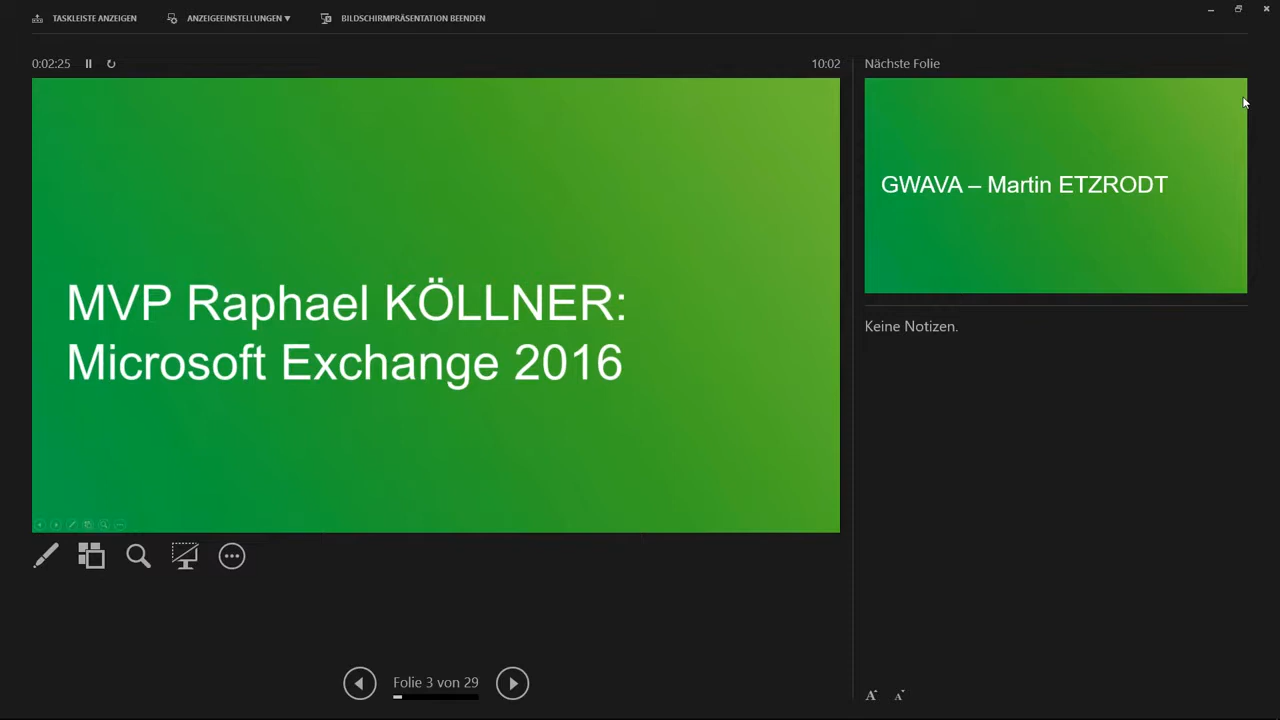 TASKLEISTE ANZEIGEN
ANZEIGEEINSTELLUNGEN ▼
BILDSCHIRMPRÄSENTATION BEENDEN
0:02:25
10:02
MVP Raphael KÖLLNER:
Microsoft Exchange 2016
Folie 3 von 29
Nächste Folie
GWAVA – Martin ETZRODT
Keine Notizen.
A
A